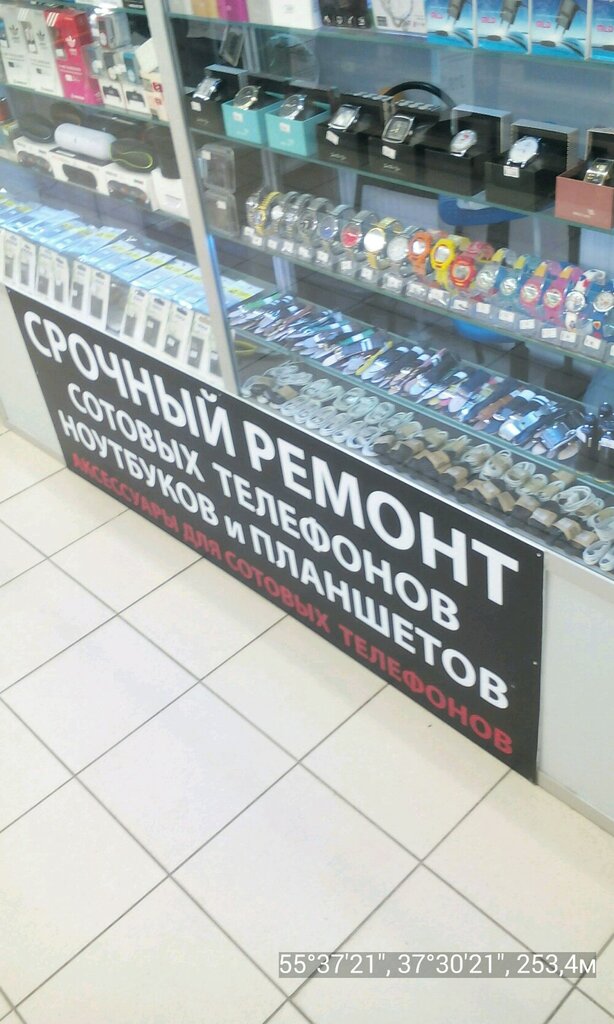 СРОЧНЫЙ РЕМОНТ
СОТОВЫХ ТЕЛЕФОНОВ
НОУТБУКОВ и ПЛАНШЕТОВ
АКСЕССУАРЫ ДЛЯ СОТОВЫХ ТЕЛЕФОНОВ
55°37'21", 37°30'21", 253,4м